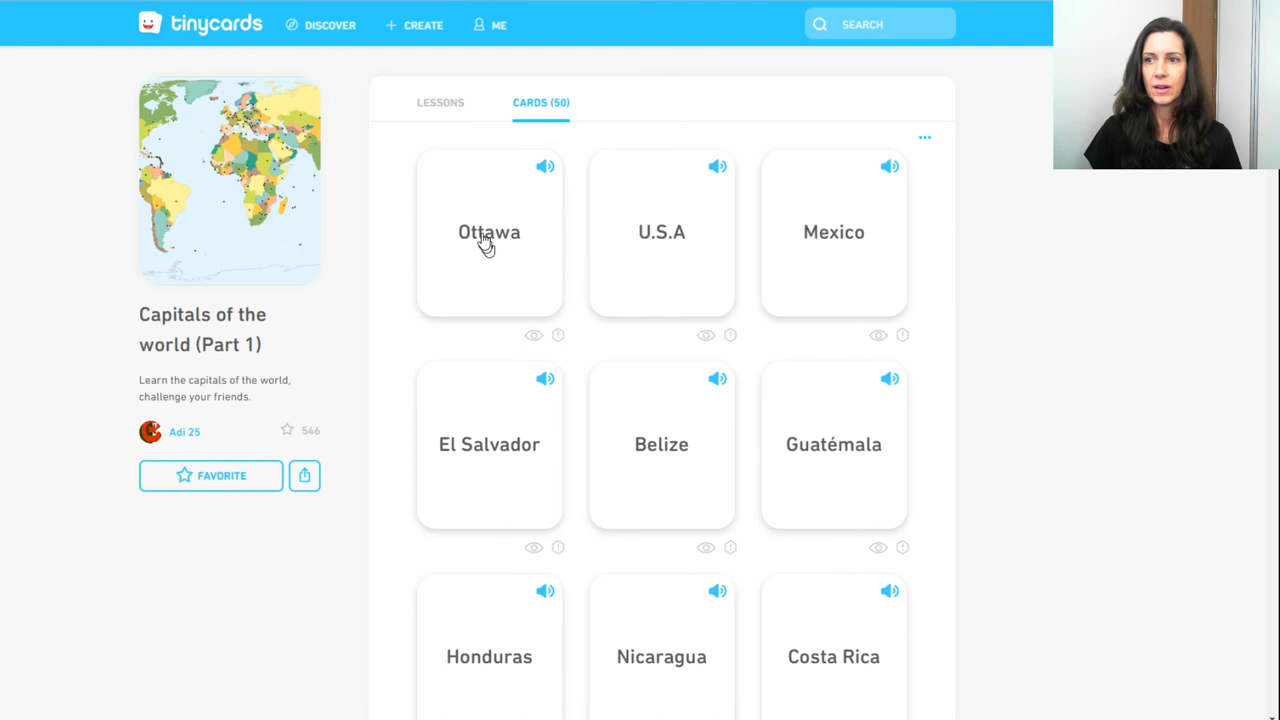 tinycards
DISCOVER
CREATE
ME
SEARCH
LESSONS
CARDS (50)
Ottawa
U.S.A
Mexico
Capitals of the
world (Part 1)
Learn the capitals of the world,
challenge your friends.
Adi 25
546
FAVORITE
El Salvador
Belize
Guatémala
Honduras
Nicaragua
Costa Rica